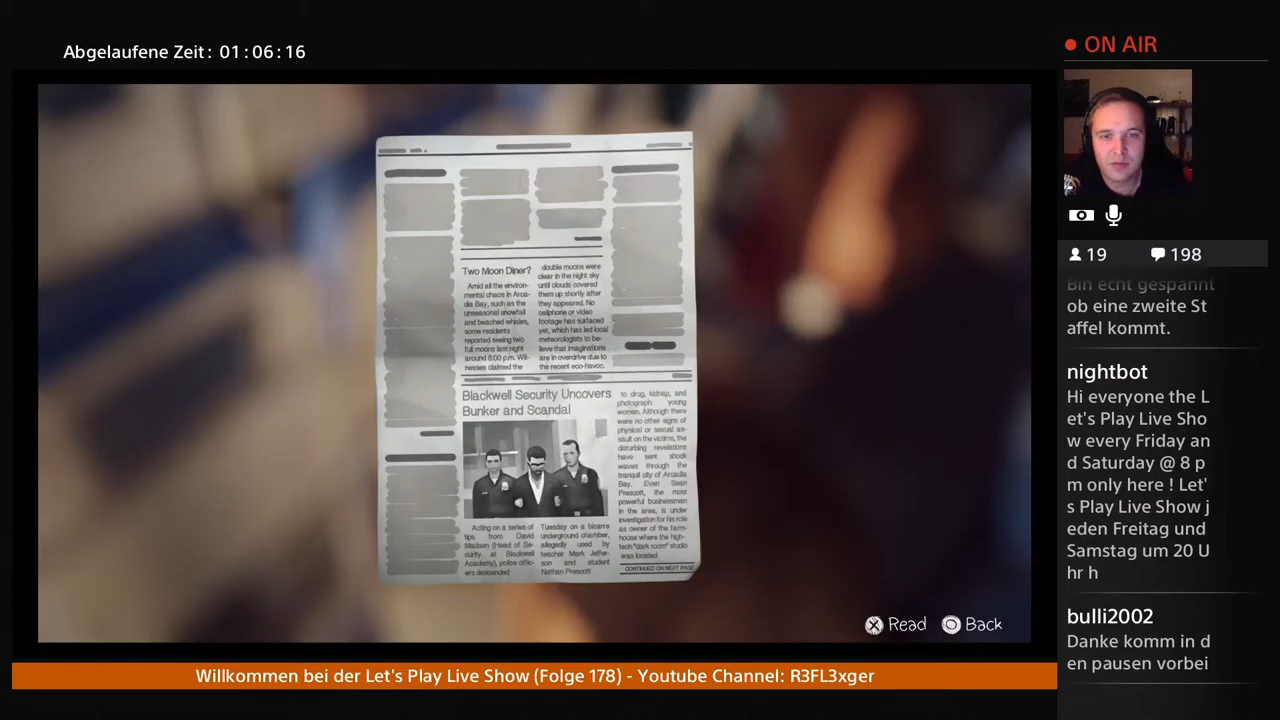 Abgelaufene Zeit: 01:06:16
ON AIR
19 198
Two Moon Diner?
Amid all the environ-
mental chaos in Arca-
dia Bay, such as the
unseasonal snowfall
and beached whales,
some residents
reported seeing two
full moons last night
around 8:00 p.m. Wit-
nesses claimed the
double moons were
clear in the night sky
until clouds covered
them up shortly after
they appeared. No
cellphone or video
footage has surfaced
yet, which has led local
meteorologists to be-
lieve that imaginations
are in overdrive due to
the recent eco-havoc.
Blackwell Security Uncovers
Bunker and Scandal
Acting on a series of
tips from David
Madsen (Head of Se-
curity at Blackwell
Academy), police offic-
ers descended
Tuesday on a bizarre
underground chamber,
allegedly used by
teacher Mark Jeffer-
son and student
Nathan Prescott
to drug, kidnap, and
photograph young
women. Although there
were no other signs of
physical or sexual as-
sault on the victims, the
disturbing revelations
have sent shock
waves through the
tranquil city of Arcadia
Bay. Even Sean
Prescott, the most
powerful businessman
in the area, is under
investigation for his role
as owner of the farm-
house where the high-
tech "dark room" studio
was located
CONTINUED ON NEXT PAGE
Read Back
Willkommen bei der Let's Play Live Show (Folge 178) - Youtube Channel: R3FL3xger
Bin echt gespannt
ob eine zweite St
affel kommt.
nightbot
Hi everyone the L
et's Play Live Sho
w every Friday an
d Saturday @ 8 p
m only here ! Let'
s Play Live Show j
eden Freitag und
Samstag um 20 U
hr h
bulli2002
Danke komm in d
en pausen vorbei